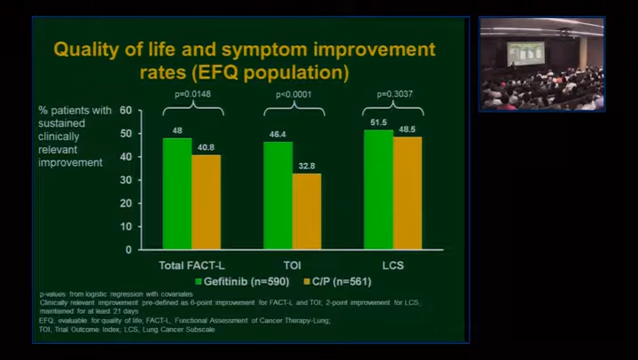 Quality of life and symptom improvement
rates (EFQ population)
p=0.0148
p<0.0001
p=0.3037
% patients with
sustained
clinically
relevant
improvement
60
50
40
30
20
10
0
48
40.8
46.4
32.8
51.5
48.5
Total FACT-L
TOI
LCS
Gefitinib (n=590)
C/P (n=561)
p-values from logistic regression with covariates
Clinically relevant improvement pre-defined as 6-point improvement for FACT-L and TOI; 2-point improvement for LCS,
maintained for at least 21 days
EFQ, evaluable for quality of life; FACT-L, Functional Assessment of Cancer Therapy-Lung;
TOI, Trial Outcome Index; LCS, Lung Cancer Subscale